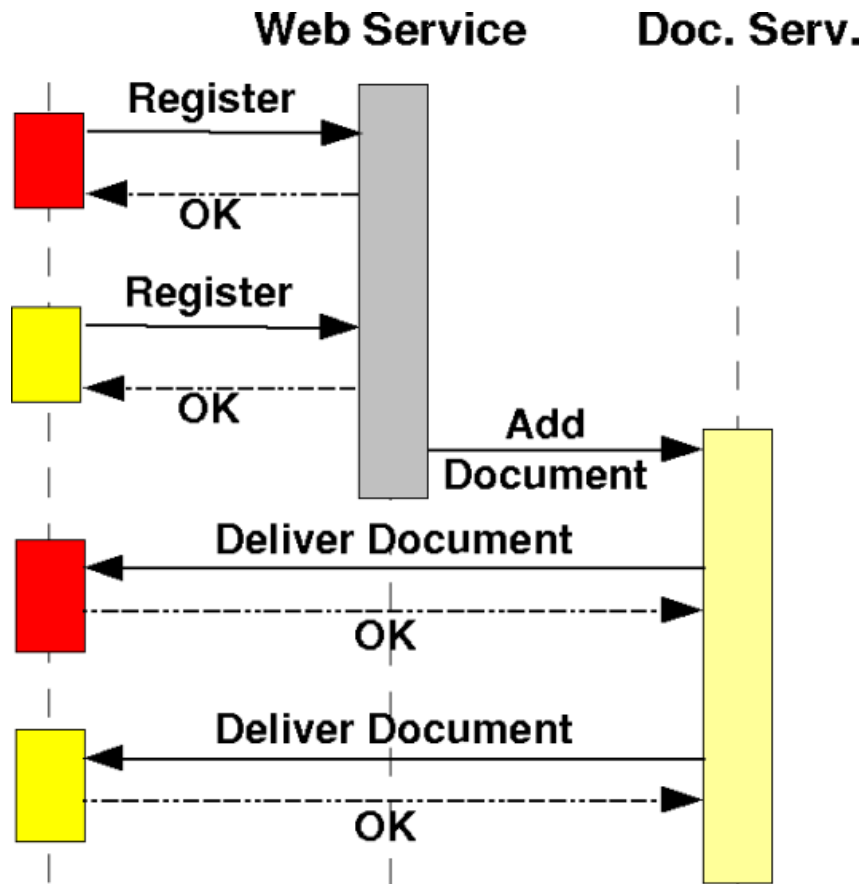 Web Service
Doc. Serv.
Register
OK
Register
OK
Add
Document
Deliver Document
OK
Deliver Document
OK